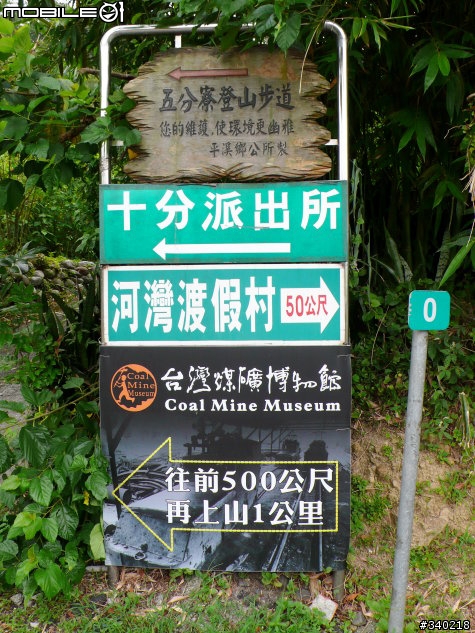 MOBILE01
五分寮登山步道
您的維護,使環境更幽雅
平溪鄉公所製
十分派出所
河灣渡假村 50公尺
Coal Mine Museum
台灣煤礦博物館
Coal Mine Museum
往前500公尺
再上山1公里
0
#340218